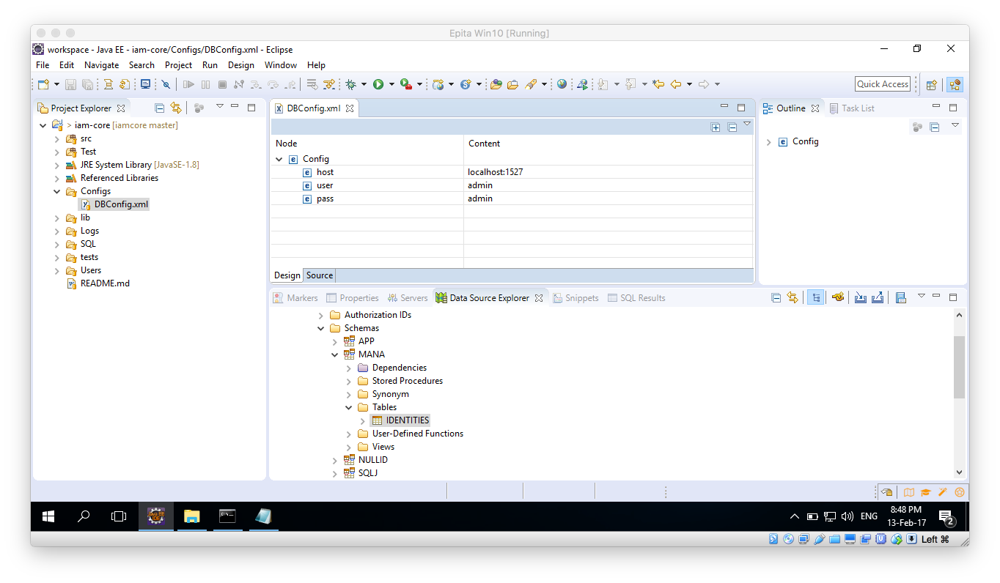 Epita Win10 [Running]
workspace - Java EE - iam-core/Configs/DBConfig.xml - Eclipse
File Edit Navigate Search Project Run Design Window Help
Quick Access
Project Explorer
> iam-core [iamcore master]
src
Test
JRE System Library [JavaSE-1.8]
Referenced Libraries
Configs
DBConfig.xml
lib
Logs
SQL
tests
Users
README.md
DBConfig.xml
Node Content
Config
host localhost:1527
user admin
pass admin
Design Source
Outline Task List
Config
Markers Properties Servers Data Source Explorer Snippets SQL Results
Authorization IDs
Schemas
APP
MANA
Dependencies
Stored Procedures
Synonym
Tables
IDENTITIES
User-Defined Functions
Views
NULLID
SQLJ
ENG
8:48 PM
13-Feb-17
2
Left ⌘